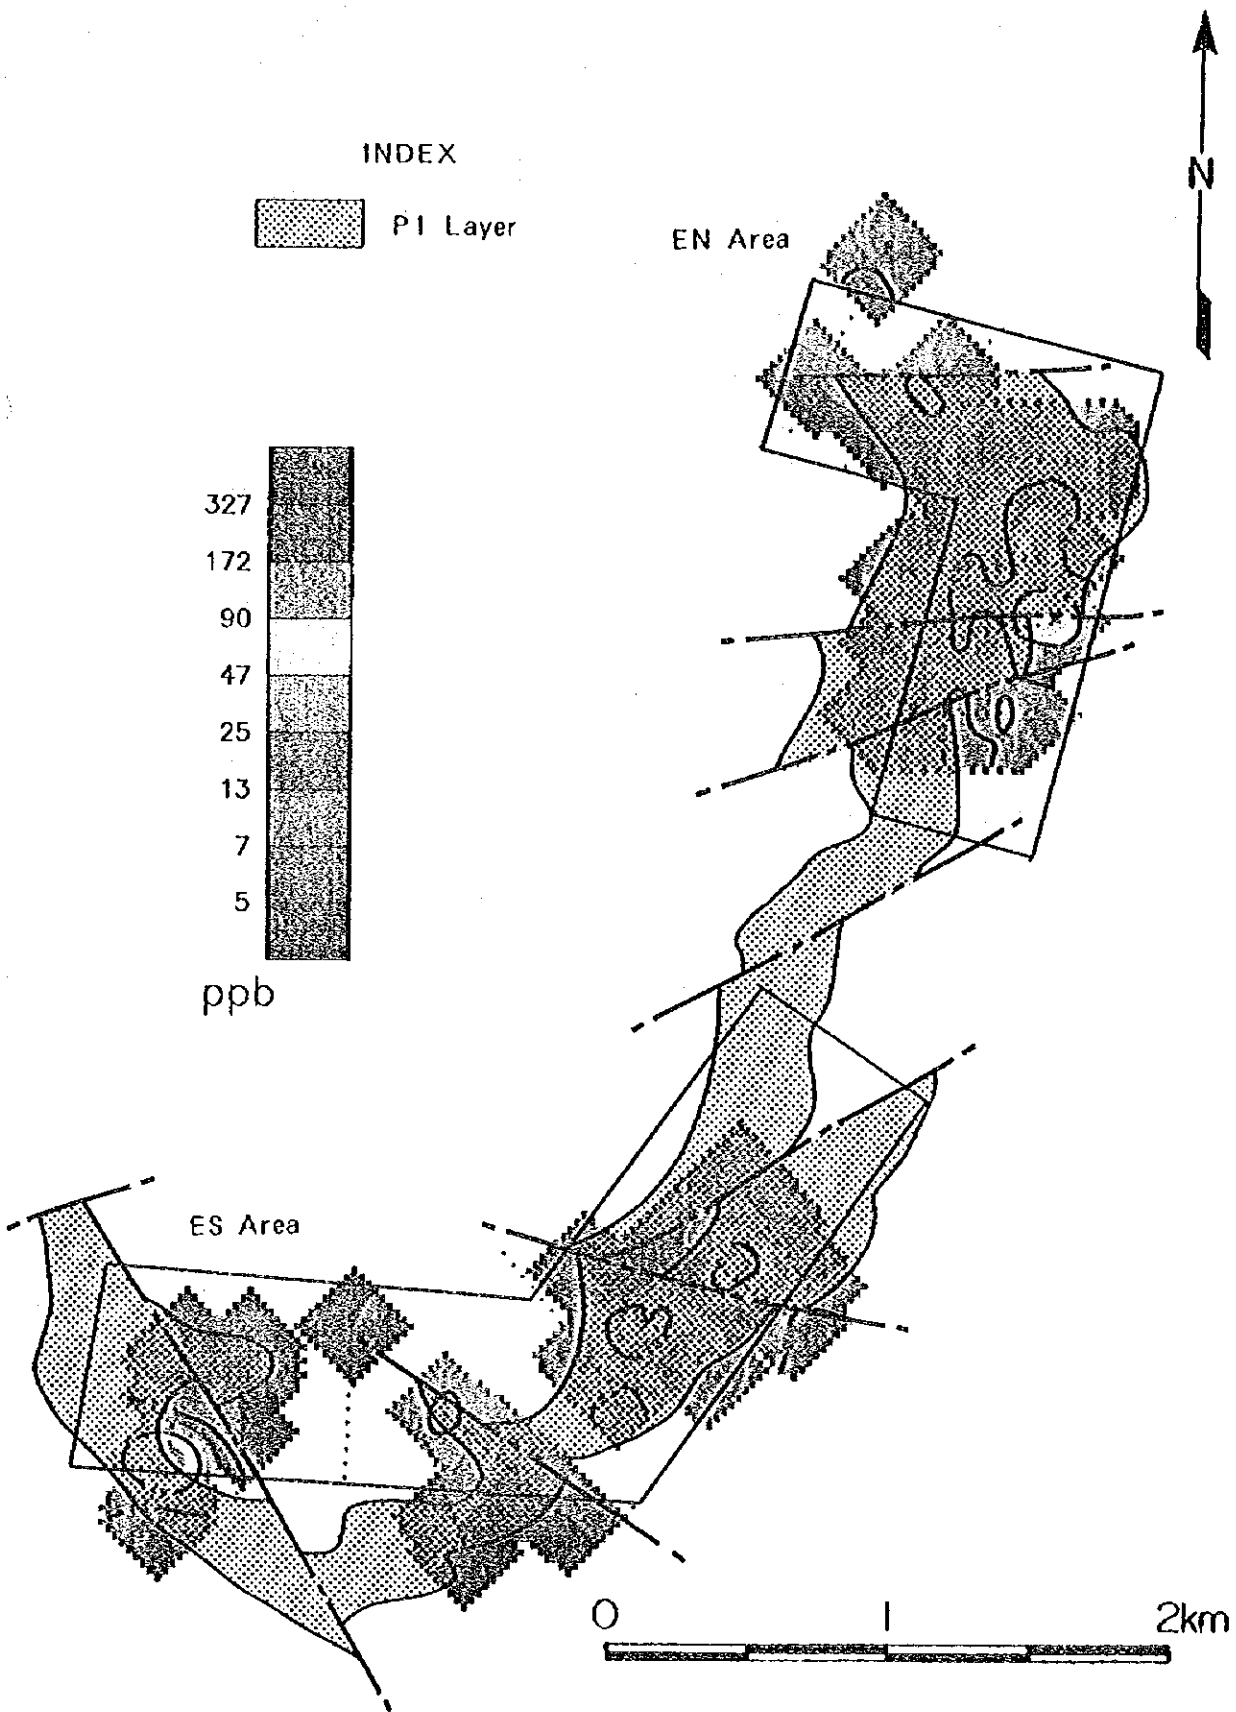 N
INDEX
P1 Layer
EN Area
327
172
90
47
25
13
7
5
ppb
ES Area
0 1 2km